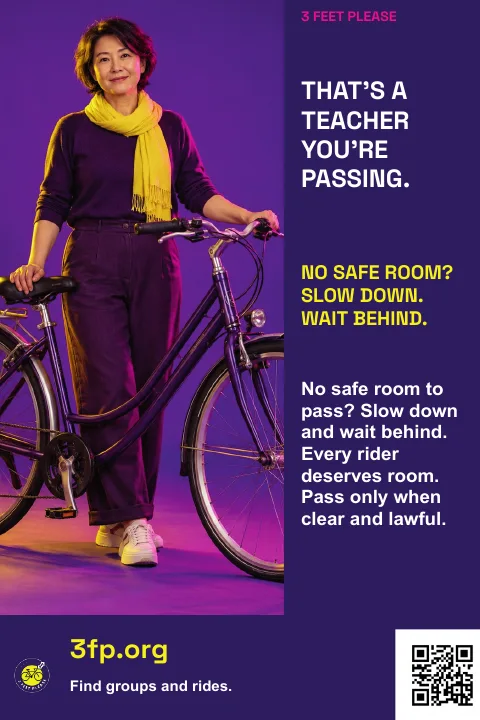 3 FEET PLEASE
THAT’S A
TEACHER
YOU’RE
PASSING.
NO SAFE ROOM?
SLOW DOWN.
WAIT BEHIND.
No safe room to
pass? Slow down
and wait behind.
Every rider
deserves room.
Pass only when
clear and lawful.
3fp.org
Find groups and rides.